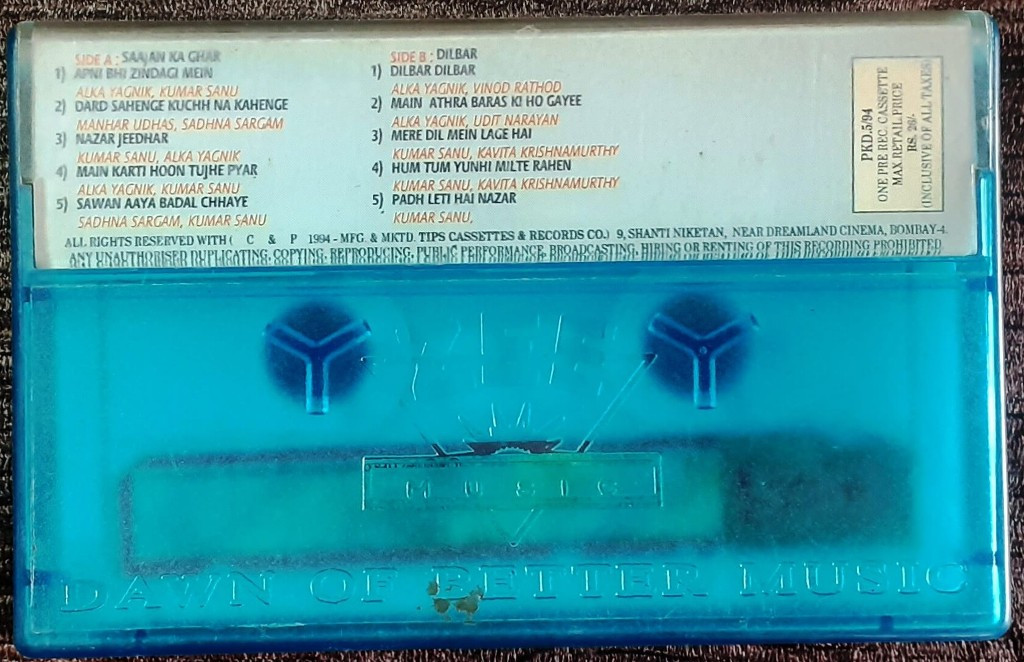 SIDE A : SAAJAN KA GHAR
1) APNI BHI ZINDAGI MEIN
ALKA YAGNIK, KUMAR SANU
2) DARD SAHENGE KUCHH NA KAHENGE
MANHAR UDHAS, SADHNA SARGAM
3) NAZAR JEEDHAR
KUMAR SANU, ALKA YAGNIK
4) MAIN KARTI HOON TUJHE PYAR
ALKA YAGNIK, KUMAR SANU
5) SAWAN AAYA BADAL CHHAYE
SADHNA SARGAM, KUMAR SANU
SIDE B : DILBAR
1) DILBAR DILBAR
ALKA YAGNIK, VINOD RATHOD
2) MAIN ATHRA BARAS KI HO GAYEE
ALKA YAGNIK, UDIT NARAYAN
3) MERE DIL MEIN LAGE HAI
KUMAR SANU, KAVITA KRISHNAMURTHY
4) HUM TUM YUNHI MILTE RAHEN
KUMAR SANU, KAVITA KRISHNAMURTHY
5) PADH LETI HAI NAZAR
KUMAR SANU,
PKD.5/94
ONE PRE REC. CASSETTE
MAX.RETAIL.PRICE
RS. 28/-
(INCLUSIVE OF ALL TAXES)
ALL RIGHTS RESERVED WITH ( C & P 1994 - MFG. & MKTD. TIPS CASSETTES & RECORDS CO.) 9, SHANTI NIKETAN, NEAR DREAMLAND CINEMA, BOMBAY-4.
ANY UNAUTHORISED DUPLICATING, COPYING, REPRODUCING, PUBLIC PERFORMANCE, BROADCASTING, HIRING OR RENTING OF THIS RECORDING PROHIBITED
MUSIC
DAWN OF BETTER MUSIC